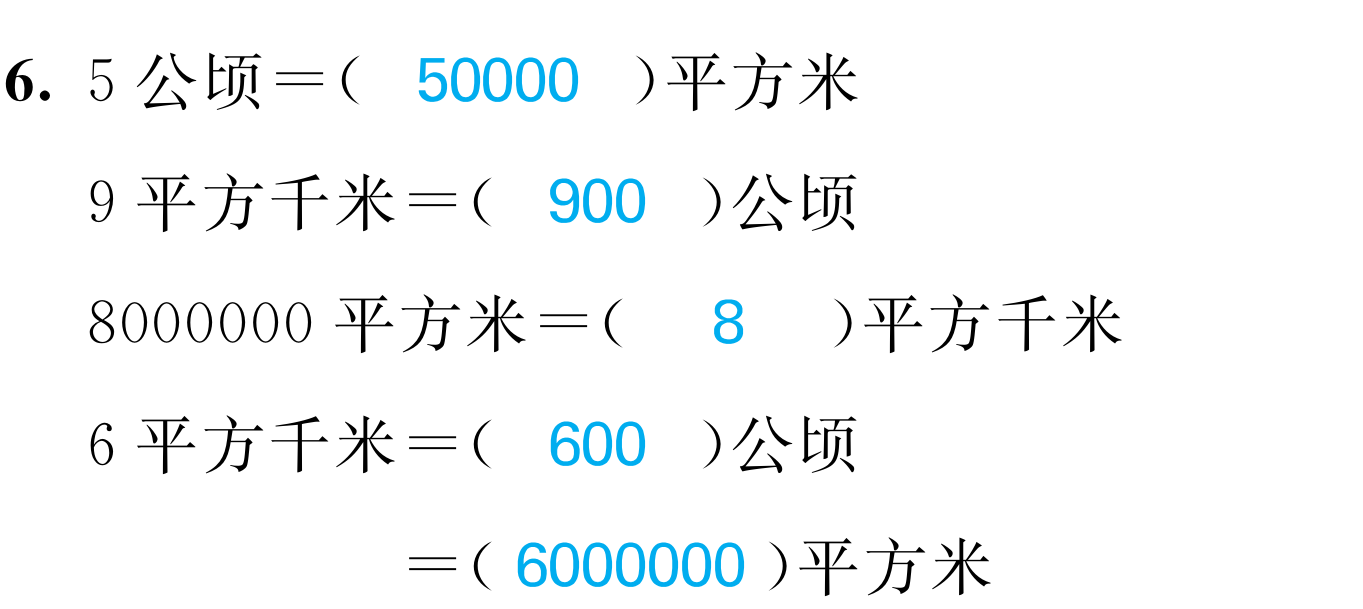 6. 5 公顷=( 50000 )平方米
9 平方千米=( 900 )公顷
8000000 平方米=( 8 )平方千米
6 平方千米=( 600 )公顷
=( 6000000 )平方米